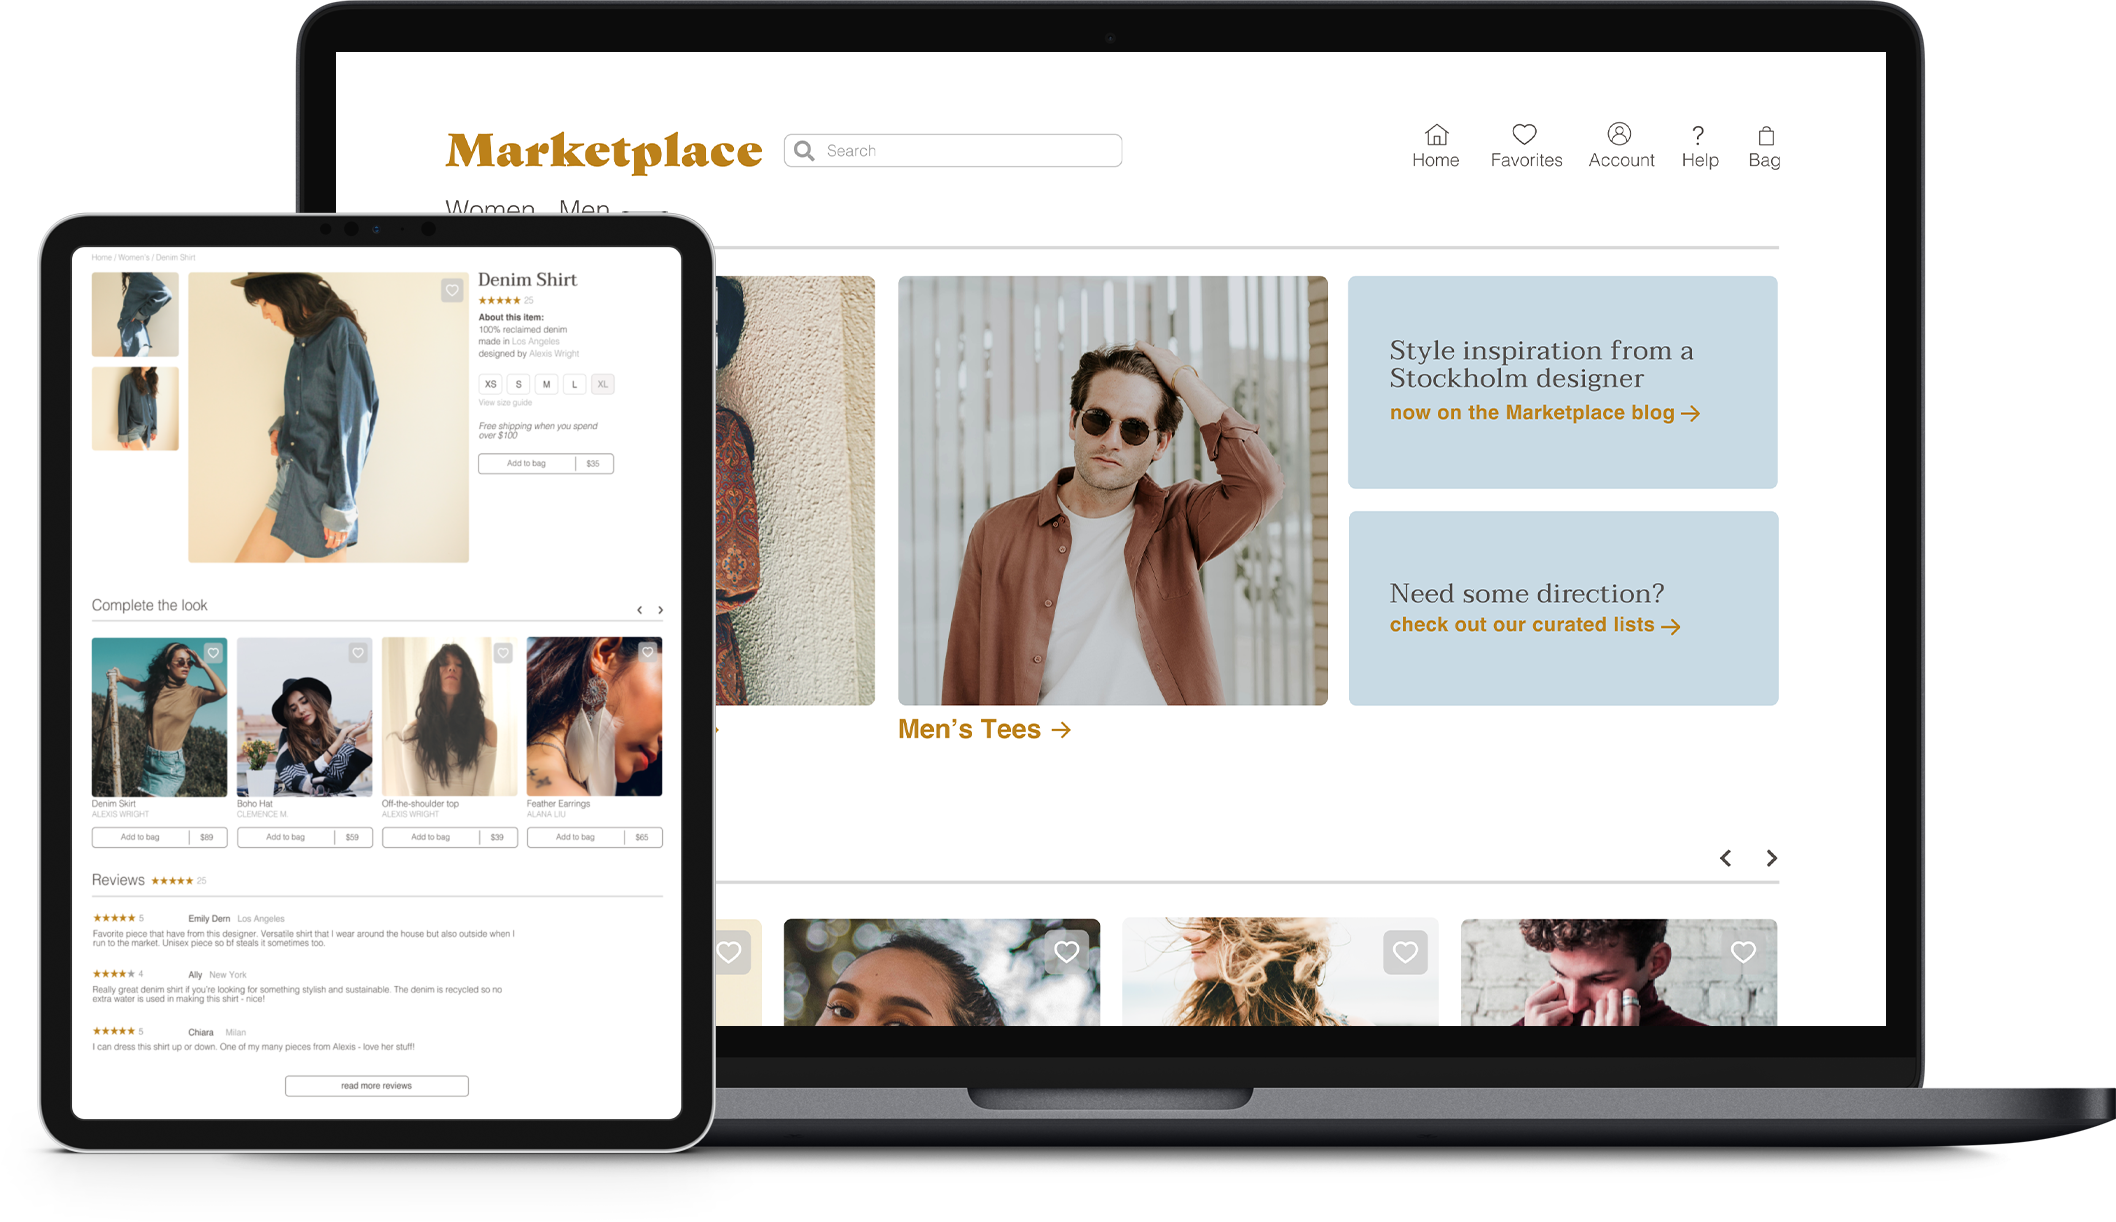 Marketplace
Search
Home
Favorites
Account
?
Help
Bag
Women
Men
Style inspiration from a
Stockholm designer
now on the Marketplace blog →
Need some direction?
check out our curated lists →
Men's Tees →
Home / Women's / Denim Shirt
Denim Shirt
★★★★★ 25
About this item:
100% reclaimed denim
made in Los Angeles
designed by Alexis Wright
XS S M L XL
View size guide
Free shipping when you spend
over $100
Add to bag $35
Complete the look
Denim Skirt
ALEXIS WRIGHT
Add to bag $89
Boho Hat
CLEMENCE M.
Add to bag $59
Off-the-shoulder top
ALEXIS WRIGHT
Add to bag $39
Feather Earrings
ALANA LIU
Add to bag $65
Reviews ★★★★★ 25
★★★★★ 5 Emily Dern Los Angeles
Favorite piece that have from this designer. Versatile shirt that I wear around the house but also outside when I
run to the market. Unisex piece so bf steals it sometimes too.
★★★★★ 4 Ally New York
Really great denim shirt if you're looking for something stylish and sustainable. The denim is recycled so no
extra water is used in making this shirt - nice!
★★★★★ 5 Chiara Milan
I can dress this shirt up or down. One of my many pieces from Alexis - love her stuff!
read more reviews